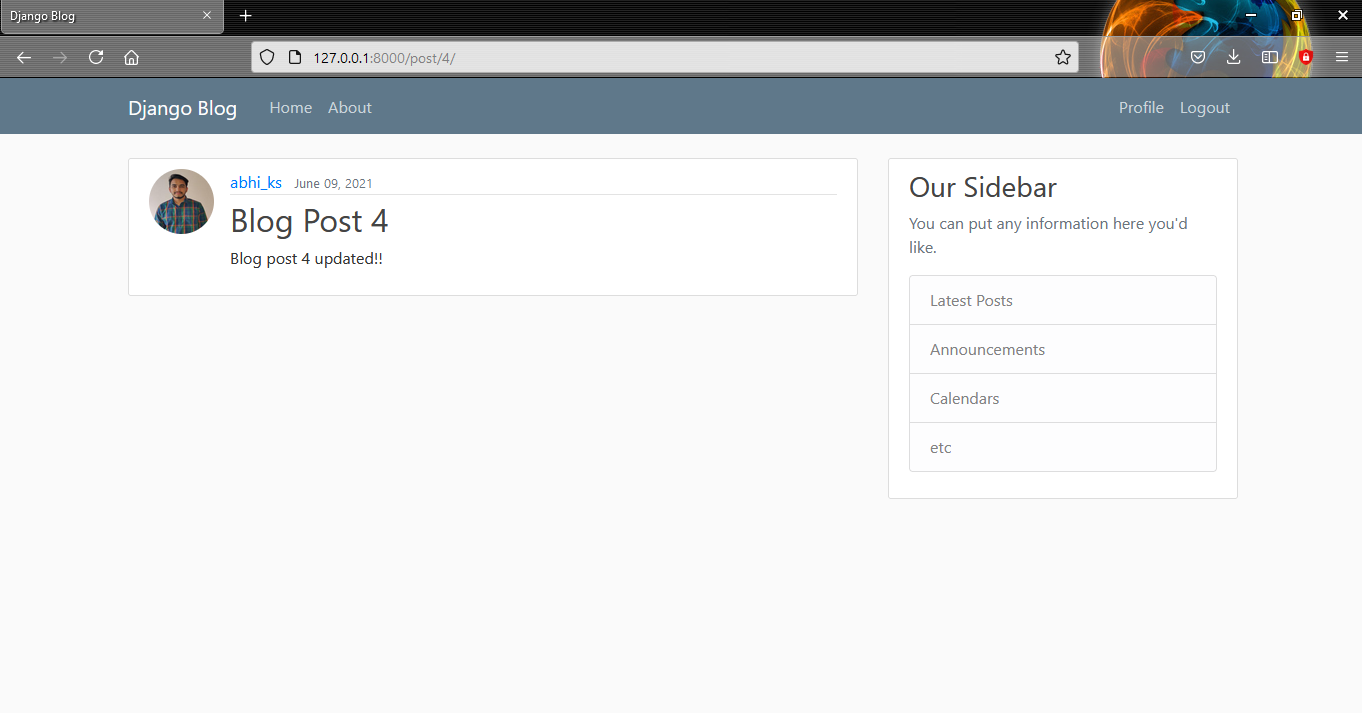 Django Blog
127.0.0.1:8000/post/4/
Django Blog Home About Profile Logout
abhi_ks June 09, 2021
Blog Post 4
Blog post 4 updated!!
Our Sidebar
You can put any information here you'd
like.
Latest Posts
Announcements
Calendars
etc